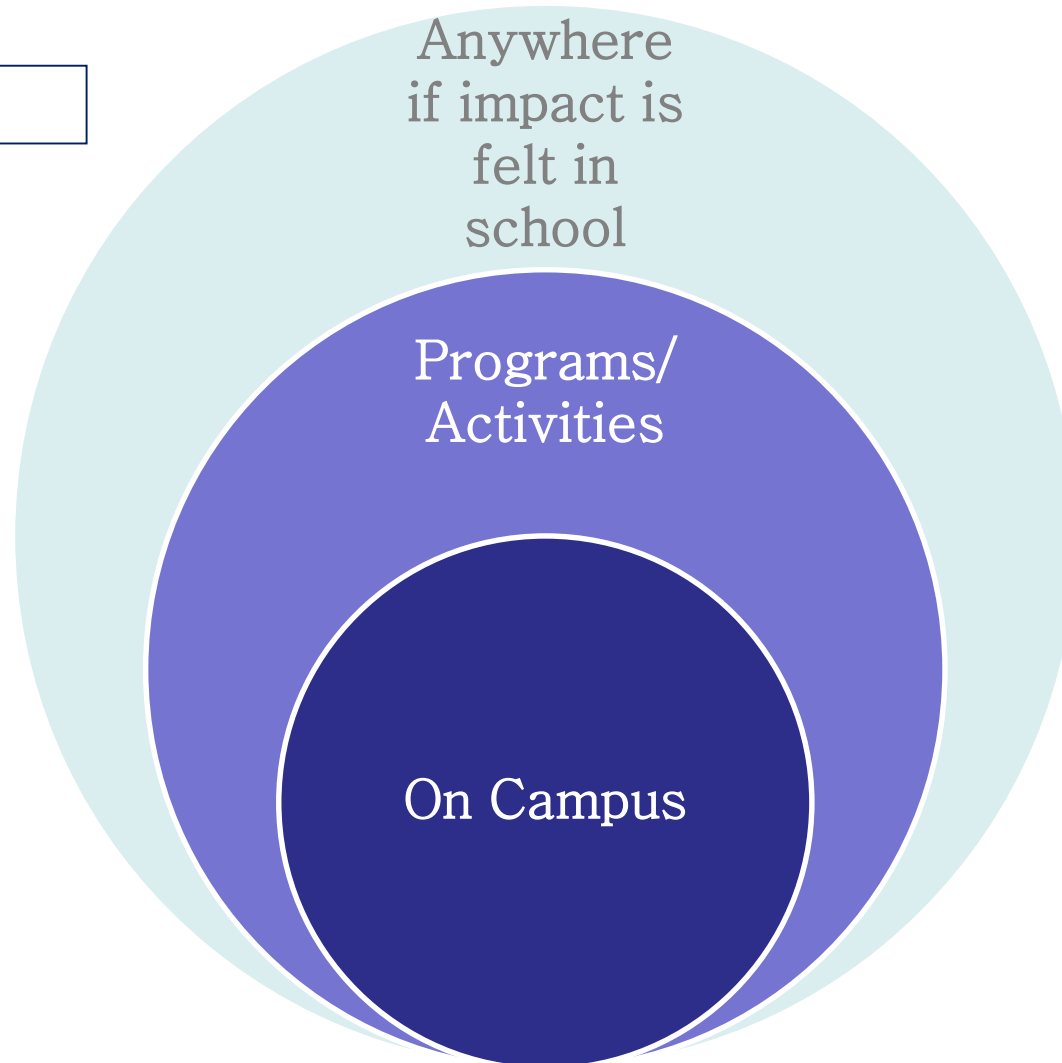 Anywhere
if impact is
felt in
school
Programs/
Activities
On Campus